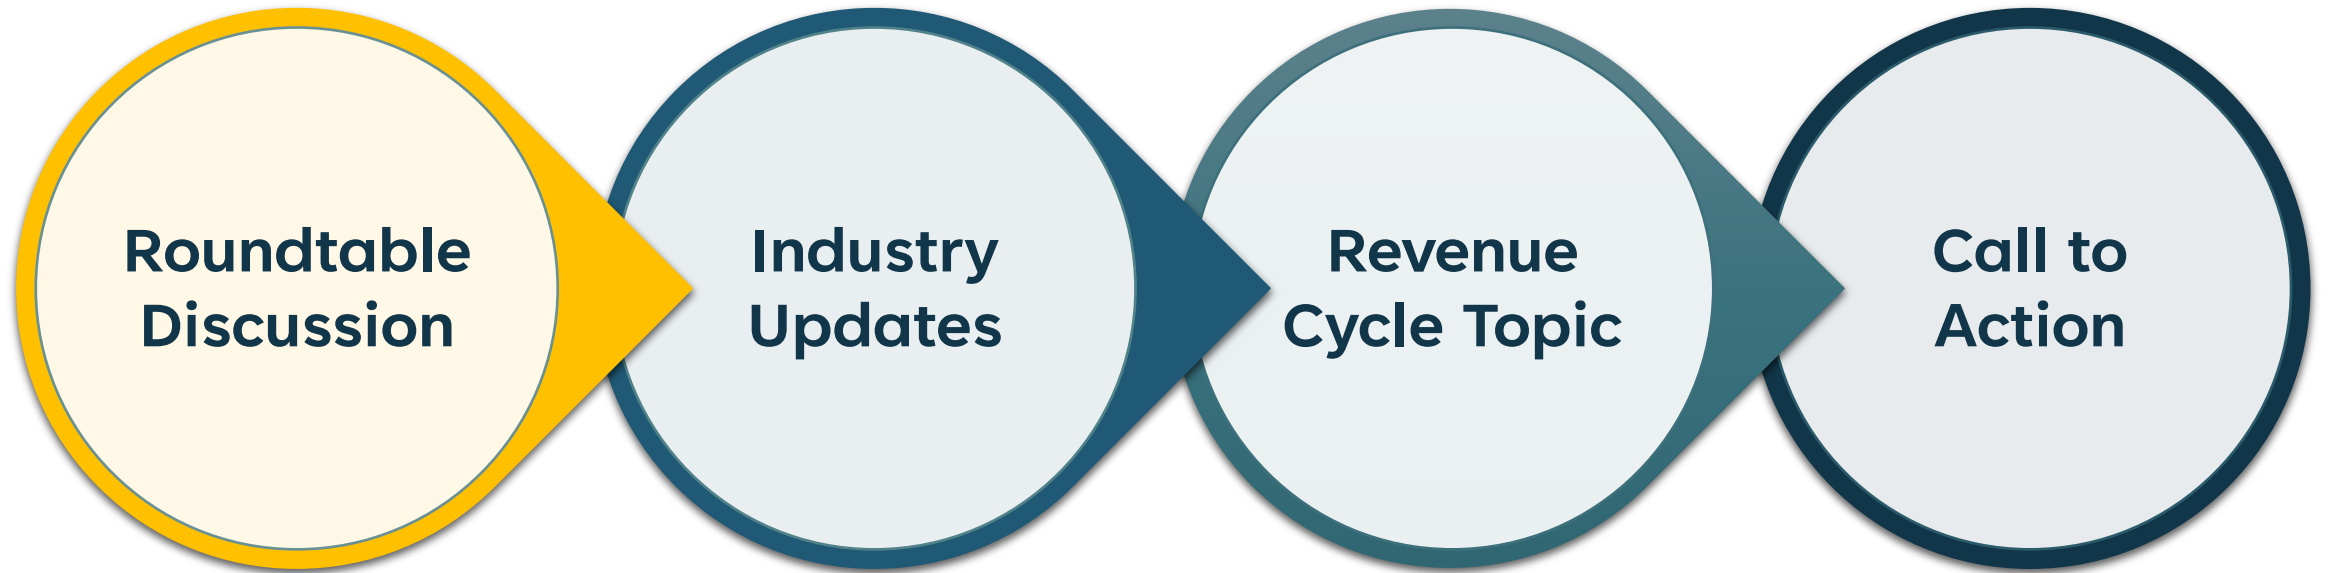 Roundtable
Discussion
Industry
Updates
Revenue
Cycle Topic
Call to
Action